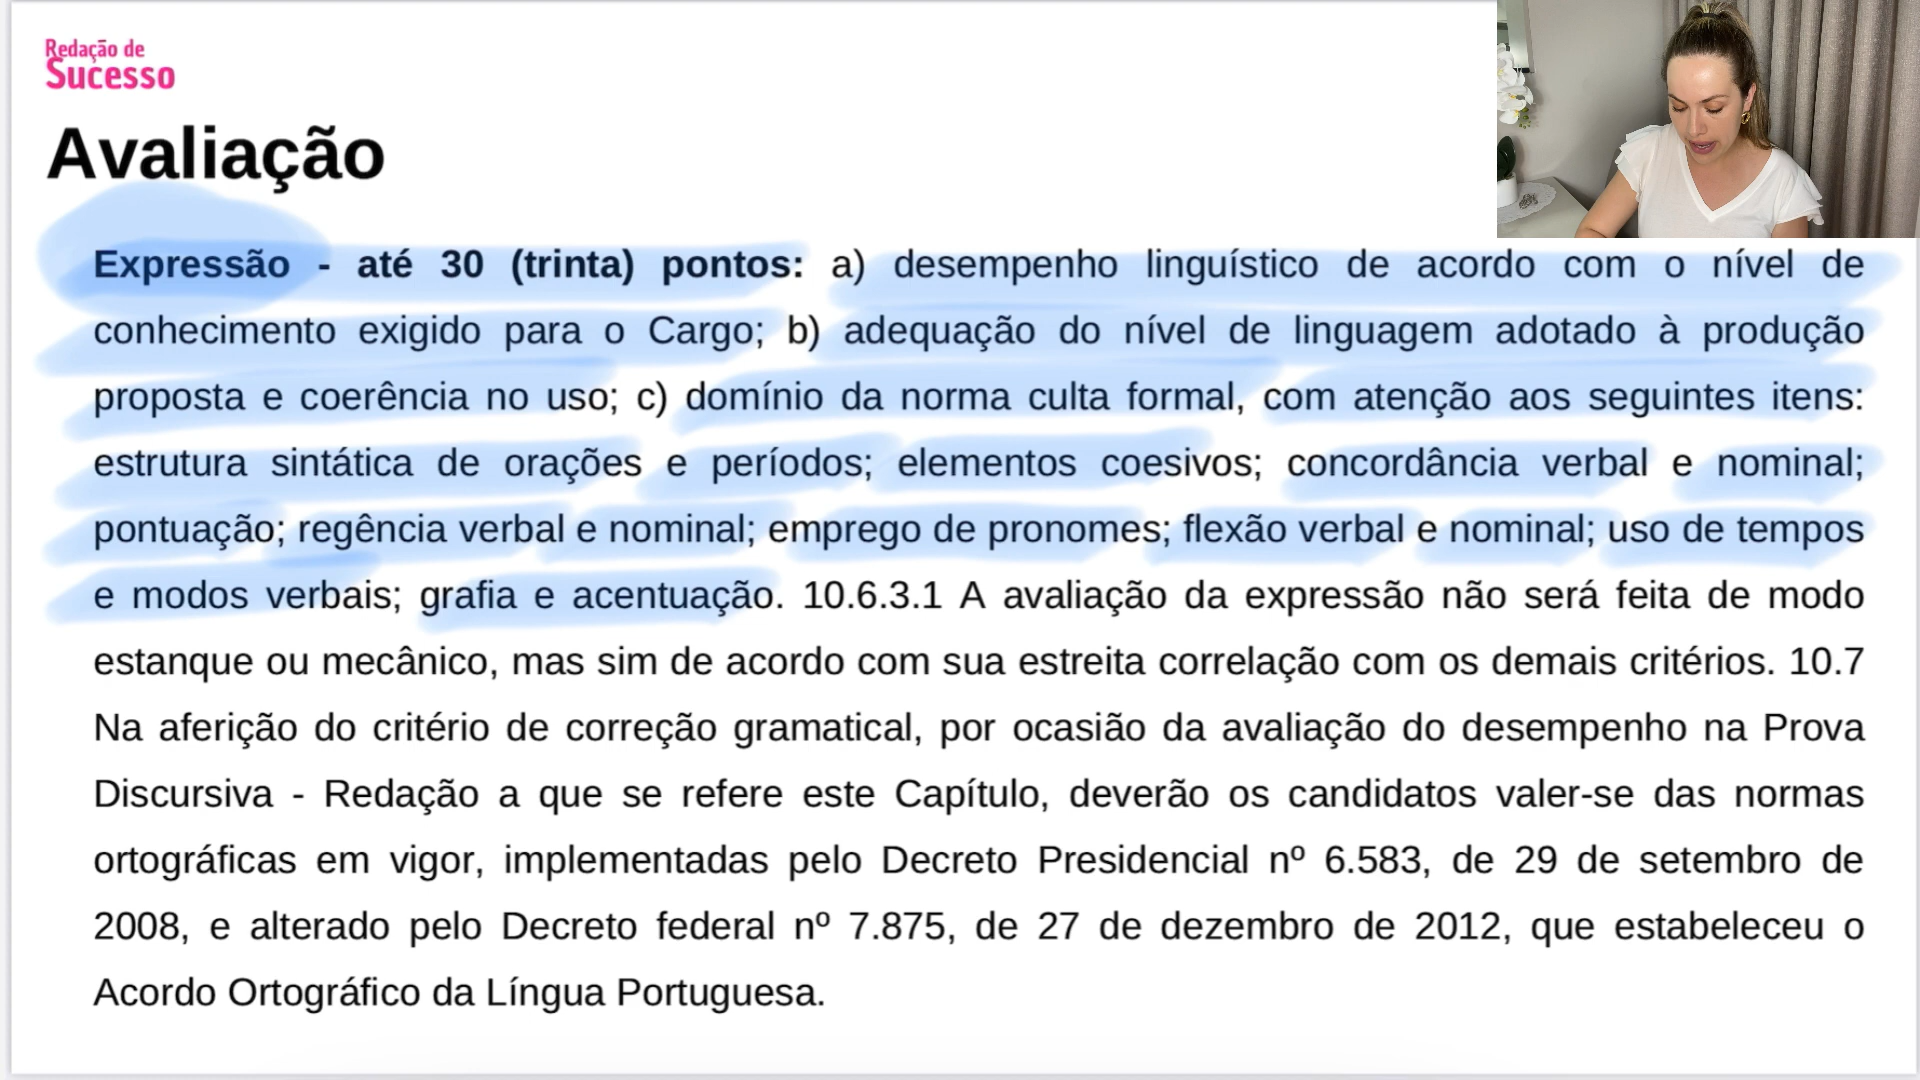 Redação de
Sucesso
Avaliação
Expressão - até 30 (trinta) pontos: a) desempenho linguístico de acordo com o nível de
conhecimento exigido para o Cargo; b) adequação do nível de linguagem adotado à produção
proposta e coerência no uso; c) domínio da norma culta formal, com atenção aos seguintes itens:
estrutura sintática de orações e períodos; elementos coesivos; concordância verbal e nominal;
pontuação; regência verbal e nominal; emprego de pronomes; flexão verbal e nominal; uso de tempos
e modos verbais; grafia e acentuação. 10.6.3.1 A avaliação da expressão não será feita de modo
estanque ou mecânico, mas sim de acordo com sua estreita correlação com os demais critérios. 10.7
Na aferição do critério de correção gramatical, por ocasião da avaliação do desempenho na Prova
Discursiva - Redação a que se refere este Capítulo, deverão os candidatos valer-se das normas
ortográficas em vigor, implementadas pelo Decreto Presidencial nº 6.583, de 29 de setembro de
2008, e alterado pelo Decreto federal nº 7.875, de 27 de dezembro de 2012, que estabeleceu o
Acordo Ortográfico da Língua Portuguesa.